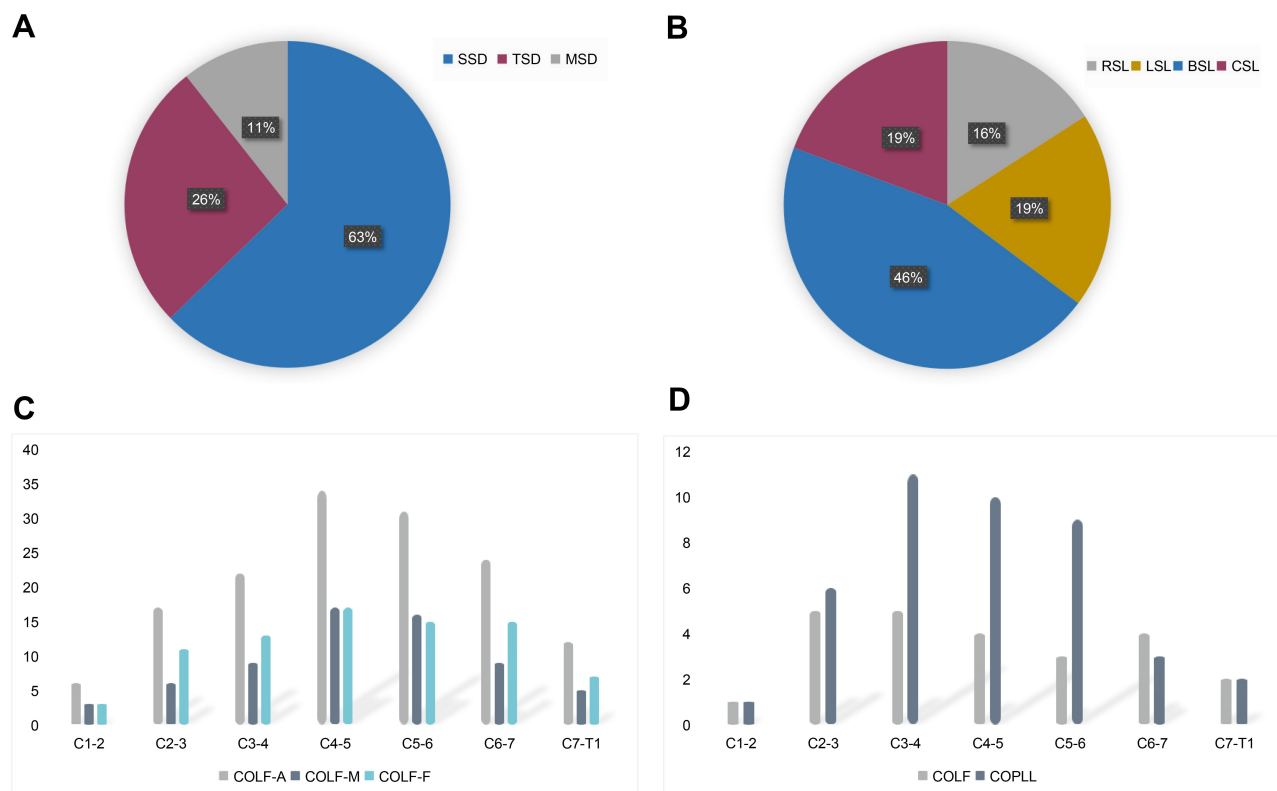 A
SSD TSD MSD
11%
26%
63%
B
RSL LSL BSL CSL
19%
16%
19%
46%
C
40
35
30
25
20
15
10
5
0
C1-2 C2-3 C3-4 C4-5 C5-6 C6-7 C7-T1
COLF-A COLF-M COLF-F
D
12
10
8
6
4
2
0
C1-2 C2-3 C3-4 C4-5 C5-6 C6-7 C7-T1
COLF COPLL